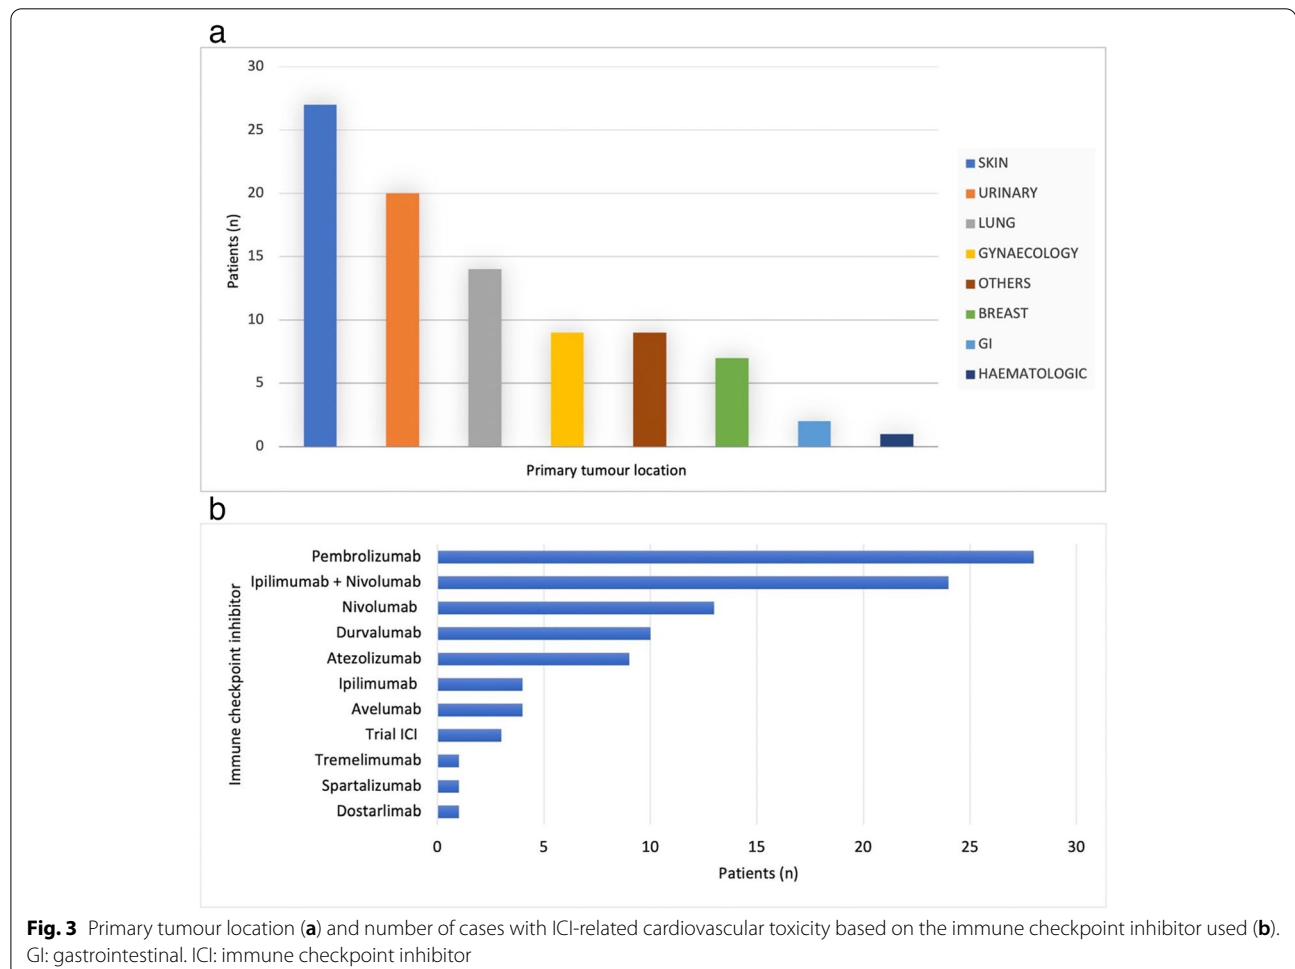 a
30
25
20
15
10
5
0
Patients (n)
Primary tumour location
SKIN
URINARY
LUNG
GYNAECOLOGY
OTHERS
BREAST
GI
HAEMATOLOGIC
b
Immune checkpoint inhibitor
Pembrolizumab
Ipilimumab + Nivolumab
Nivolumab
Durvalumab
Atezolizumab
Ipilimumab
Avelumab
Trial ICI
Tremelimumab
Spartalizumab
Dostarlimab
0 5 10 15 20 25 30
Patients (n)
Fig. 3 Primary tumour location (a) and number of cases with ICI-related cardiovascular toxicity based on the immune checkpoint inhibitor used (b).
GI: gastrointestinal. ICI: immune checkpoint inhibitor